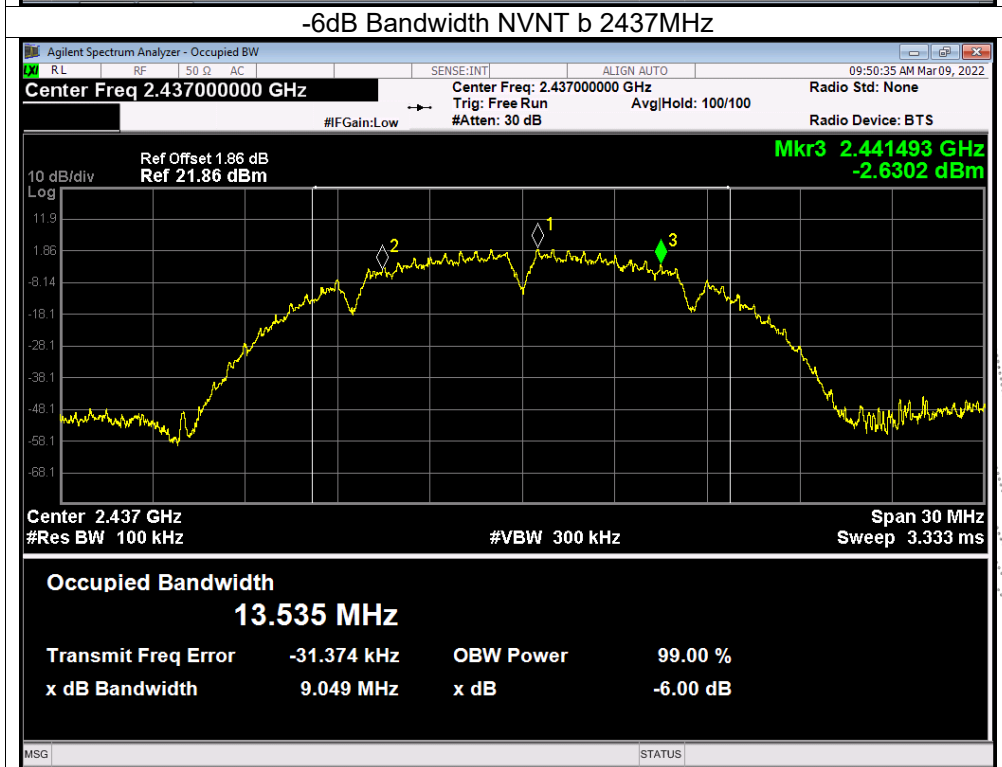 -6dB Bandwidth NVNT b 2437MHz
Agilent Spectrum Analyzer - Occupied BW
LXI RL RF 50 Ω AC SENSE:INT ALIGN AUTO 09:50:35 AM Mar 09, 2022
Center Freq 2.437000000 GHz Center Freq: 2.437000000 GHz Radio Std: None
Trig: Free Run Avg|Hold: 100/100
#IFGain:Low #Atten: 30 dB Radio Device: BTS
Mkr3 2.441493 GHz
Ref Offset 1.86 dB
10 dB/div Ref 21.86 dBm -2.6302 dBm
Log
11.9
1
2
3
1.86
-8.14
-18.1
-28.1
-38.1
-48.1
-58.1
-68.1
Center 2.437 GHz Span 30 MHz
#Res BW 100 kHz #VBW 300 kHz Sweep 3.333 ms
Occupied Bandwidth
13.535 MHz
Transmit Freq Error -31.374 kHz OBW Power 99.00 %
x dB Bandwidth 9.049 MHz x dB -6.00 dB
MSG STATUS